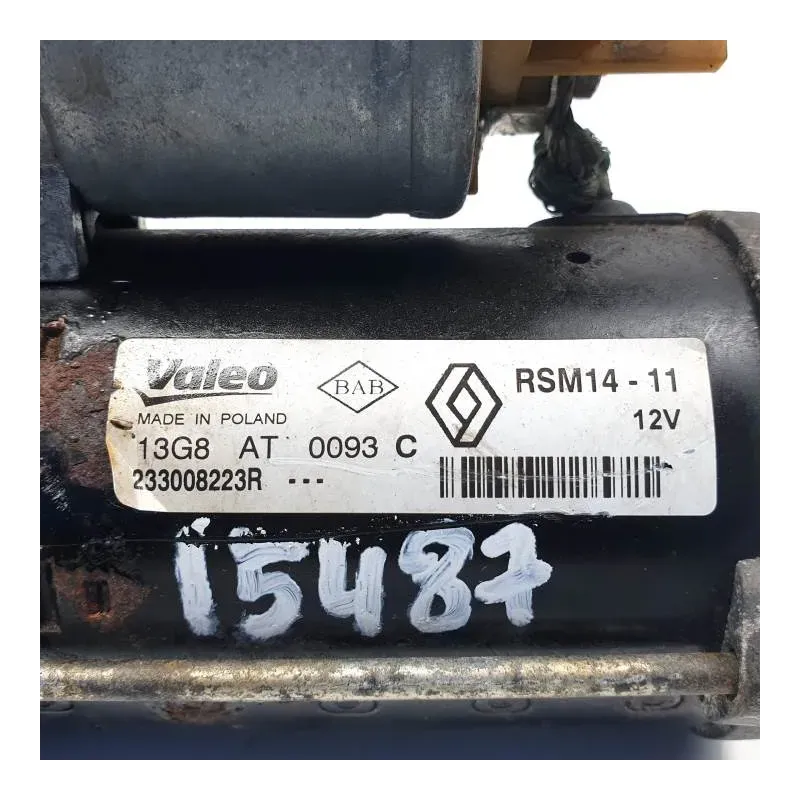 Valeo
BAB
RSM14 - 11
MADE IN POLAND
12V
13G8 AT 0093 C
233008223R ---
15487